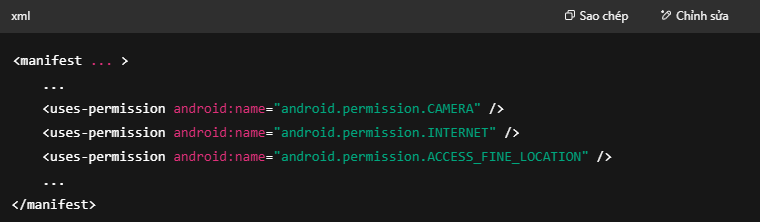 xml Sao chép Chỉnh sửa
<manifest ... >
...
<uses-permission android:name="android.permission.CAMERA" />
<uses-permission android:name="android.permission.INTERNET" />
<uses-permission android:name="android.permission.ACCESS_FINE_LOCATION" />
...
</manifest>